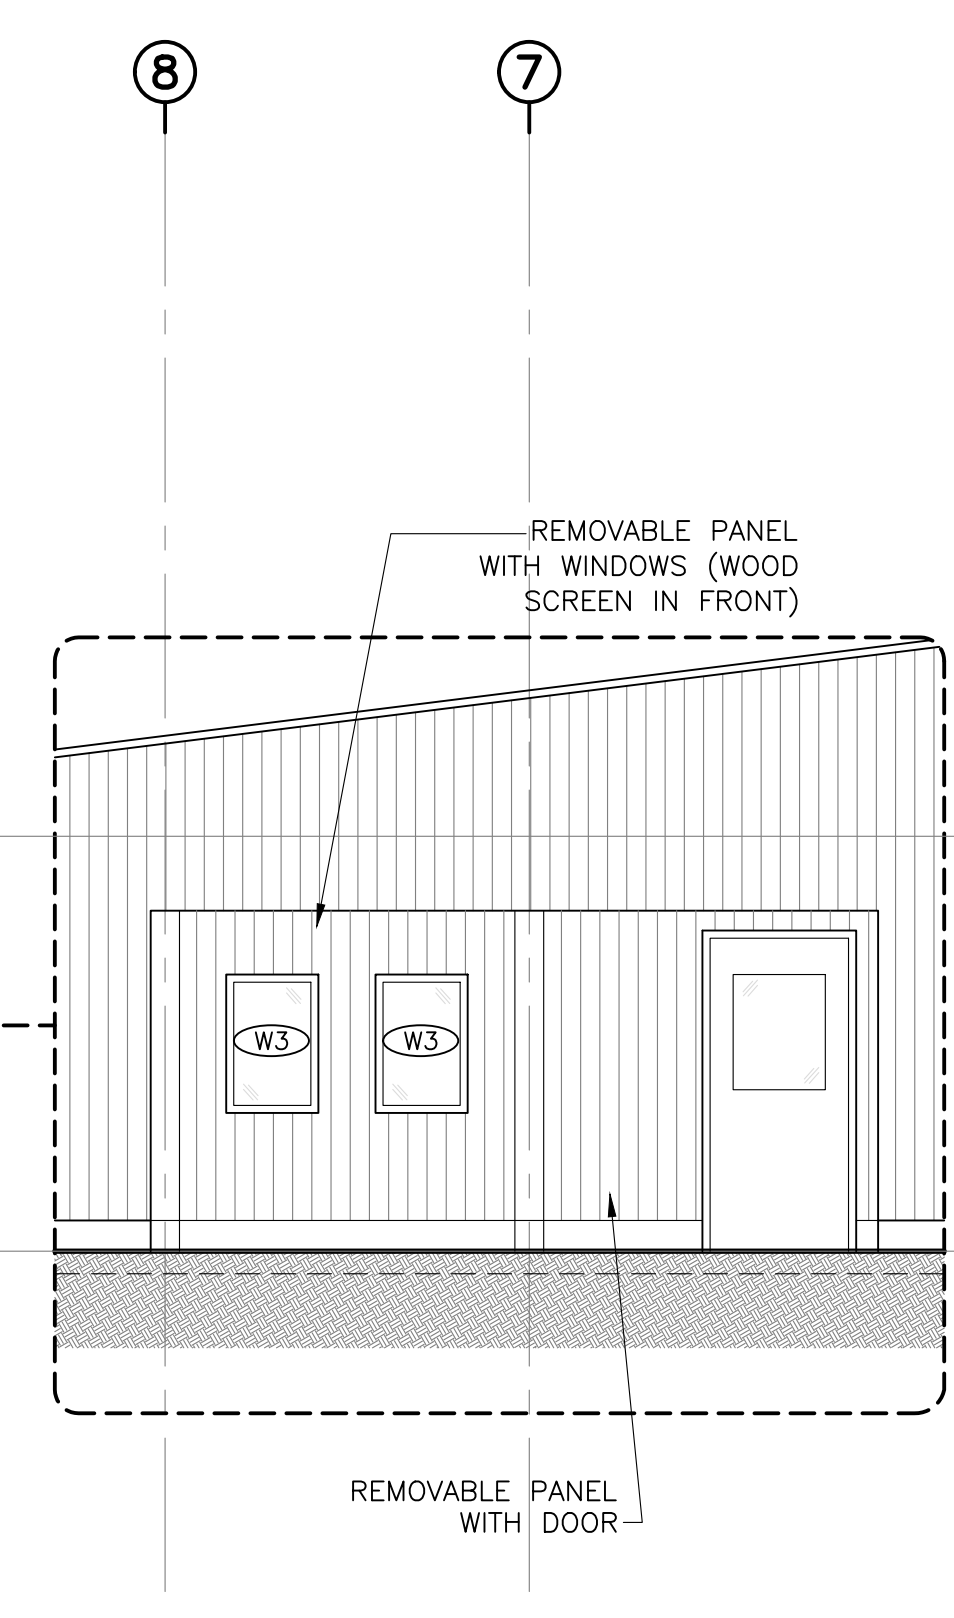 8
7
REMOVABLE PANEL
WITH WINDOWS (WOOD
SCREEN IN FRONT)
W3
W3
REMOVABLE PANEL
WITH DOOR